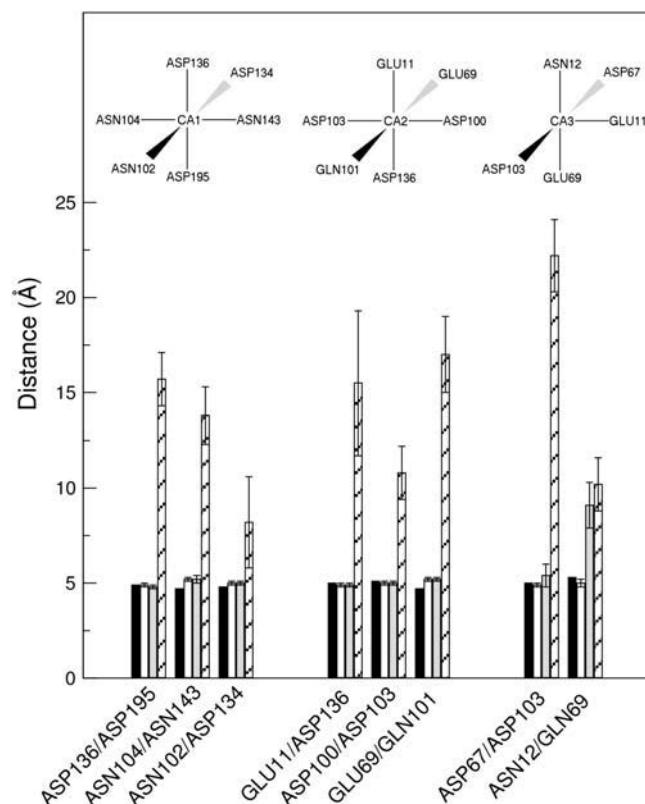 ASP136
ASP134
ASN104 CA1 ASN143
ASN102
ASP195
GLU11
GLU69
ASP103 CA2 ASP100
GLN101
ASP136
ASN12
ASP67
CA3 GLU11
ASP103
GLU69
Distance (Å)
25
20
15
10
5
0
ASP136/ASP195
ASN104/ASN143
ASN102/ASP134
GLU11/ASP136
ASP100/ASP103
GLU69/GLN101
ASP67/ASP103
ASN12/GLN69